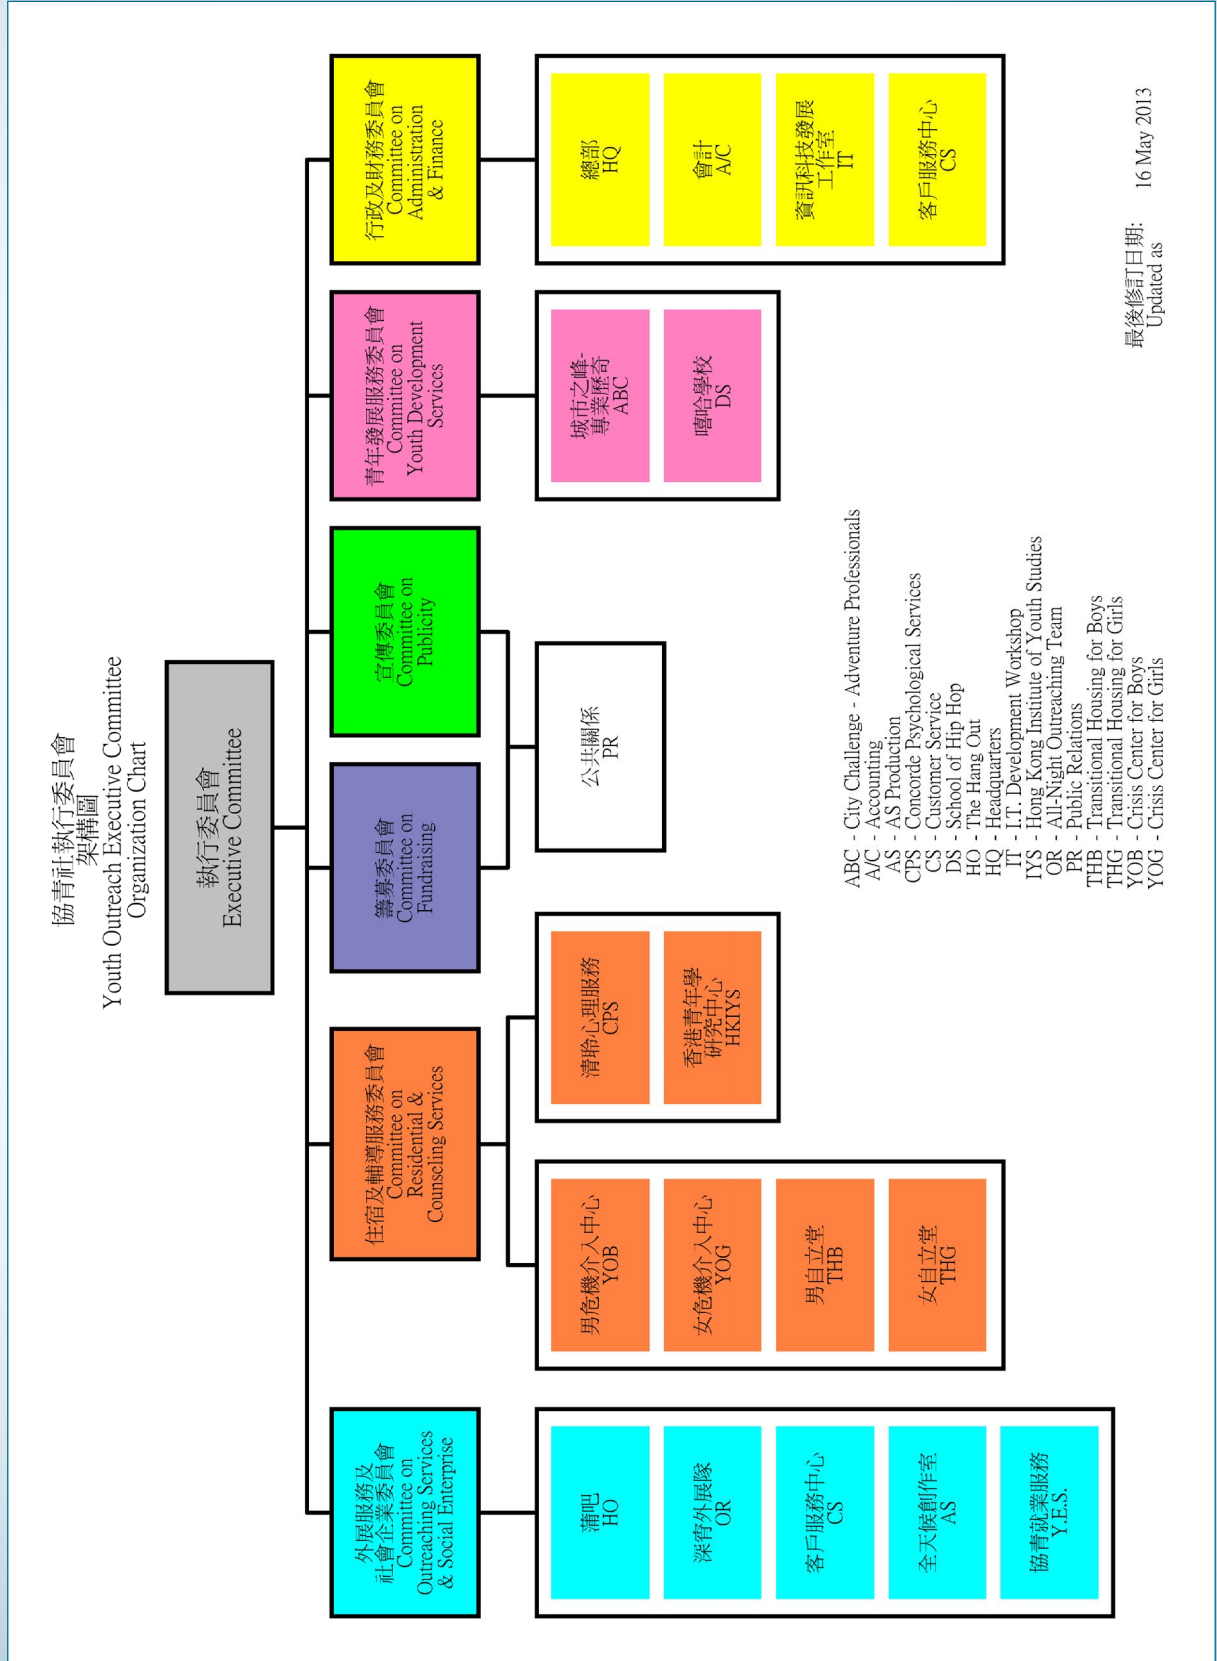 協青社執行委員會
架構圖
Youth Outreach Executive Committee
Organization Chart
執行委員會
Executive Committee
外展服務及
社會企業委員會
Committee on
Outreaching Services
& Social Enterprise
住宿及輔導服務委員會
Committee on
Residential &
Counseling Services
籌募委員會
Committee on
Fundraising
宣傳委員會
Committee on
Publicity
青年發展服務委員會
Committee on
Youth Development
Services
行政及財務委員會
Committee on
Administration
& Finance
蒲吧
HO
深宵外展隊
OR
客戶服務中心
CS
全天候創作室
AS
協青就業服務
Y.E.S.
男危機介入中心
YOB
女危機介入中心
YOG
男自立堂
THB
女自立堂
THG
清聆心理服務
CPS
香港青年學
研究中心
HKIYS
公共關係
PR
城市之峰-
專業歷奇
ABC
嘻哈學校
DS
總部
HQ
會計
A/C
資訊科技發展
工作室
IT
客戶服務中心
CS
ABC - City Challenge - Adventure Professionals
A/C - Accounting
AS - AS Production
CPS - Concorde Psychological Services
CS - Customer Service
DS - School of Hip Hop
HO - The Hang Out
HQ - Headquarters
IT - I.T. Development Workshop
IYS - Hong Kong Institute of Youth Studies
OR - All-Night Outreaching Team
PR - Public Relations
THB - Transitional Housing for Boys
THG - Transitional Housing for Girls
YOB - Crisis Center for Boys
YOG - Crisis Center for Girls
最後修訂日期: 16 May 2013
Updated as